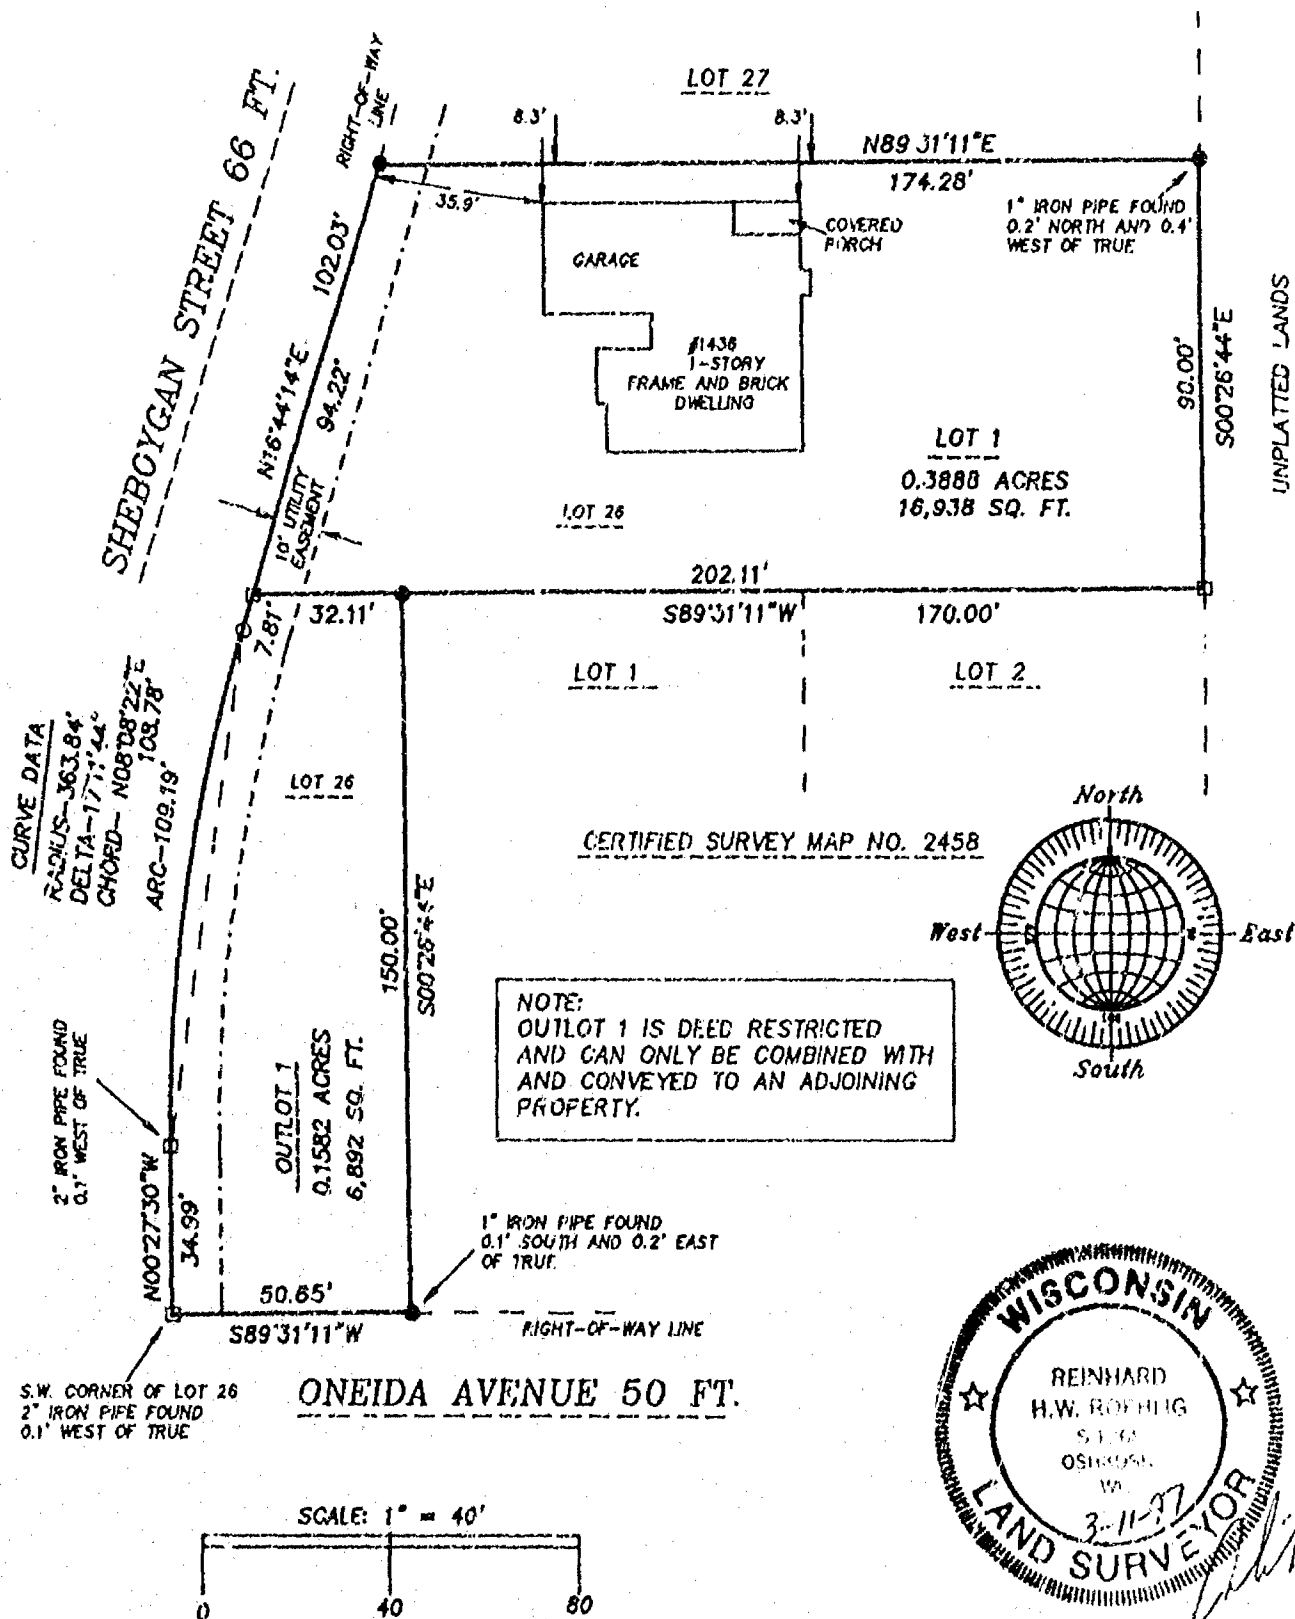 SHEBOYGAN STREET 66 FT.
RIGHT-OF-WAY
LINE
LOT 27
8.3'
8.3'
N89 31'11"E
174.28'
35.9'
COVERED
PORCH
1" IRON PIPE FOUND
0.2' NORTH AND 0.4'
WEST OF TRUE
GARAGE
102.03'
N16°44'14"E
94.22'
#1436
1-STORY
FRAME AND BRICK
DWELLING
90.00'
S00°26'44"E
UNPLATTED LANDS
LOT 1
0.3888 ACRES
16,938 SQ. FT.
10' UTILITY
EASEMENT
LOT 26
202.11'
32.11'
S89°31'11"W
170.00'
7.81'
LOT 1
LOT 2
CURVE DATA
RADIUS-363.84'
DELTA-17°11'44"
CHORD- N08°08'22"E
108.78'
ARC-109.19'
LOT 26
CERTIFIED SURVEY MAP NO. 2458
North
West
East
South
150.00'
S00°26'44"E
NOTE:
OUTLOT 1 IS DEED RESTRICTED
AND CAN ONLY BE COMBINED WITH
AND CONVEYED TO AN ADJOINING
PROPERTY.
2" IRON PIPE FOUND
0.1' WEST OF TRUE
OUTLOT 1
0.1582 ACRES
6,892 SQ. FT.
N00°27'30"W
34.99'
1" IRON PIPE FOUND
0.1' SOUTH AND 0.2' EAST
OF TRUE
50.65'
S89°31'11"W
RIGHT-OF-WAY LINE
S.W. CORNER OF LOT 26
2" IRON PIPE FOUND
0.1' WEST OF TRUE
ONEIDA AVENUE 50 FT.
WISCONSIN
REINHARD
H.W. ROEHLIG
OSHKOSH,
WI.
3-11-97
LAND SURVEYOR
SCALE: 1" = 40'
0 40 80